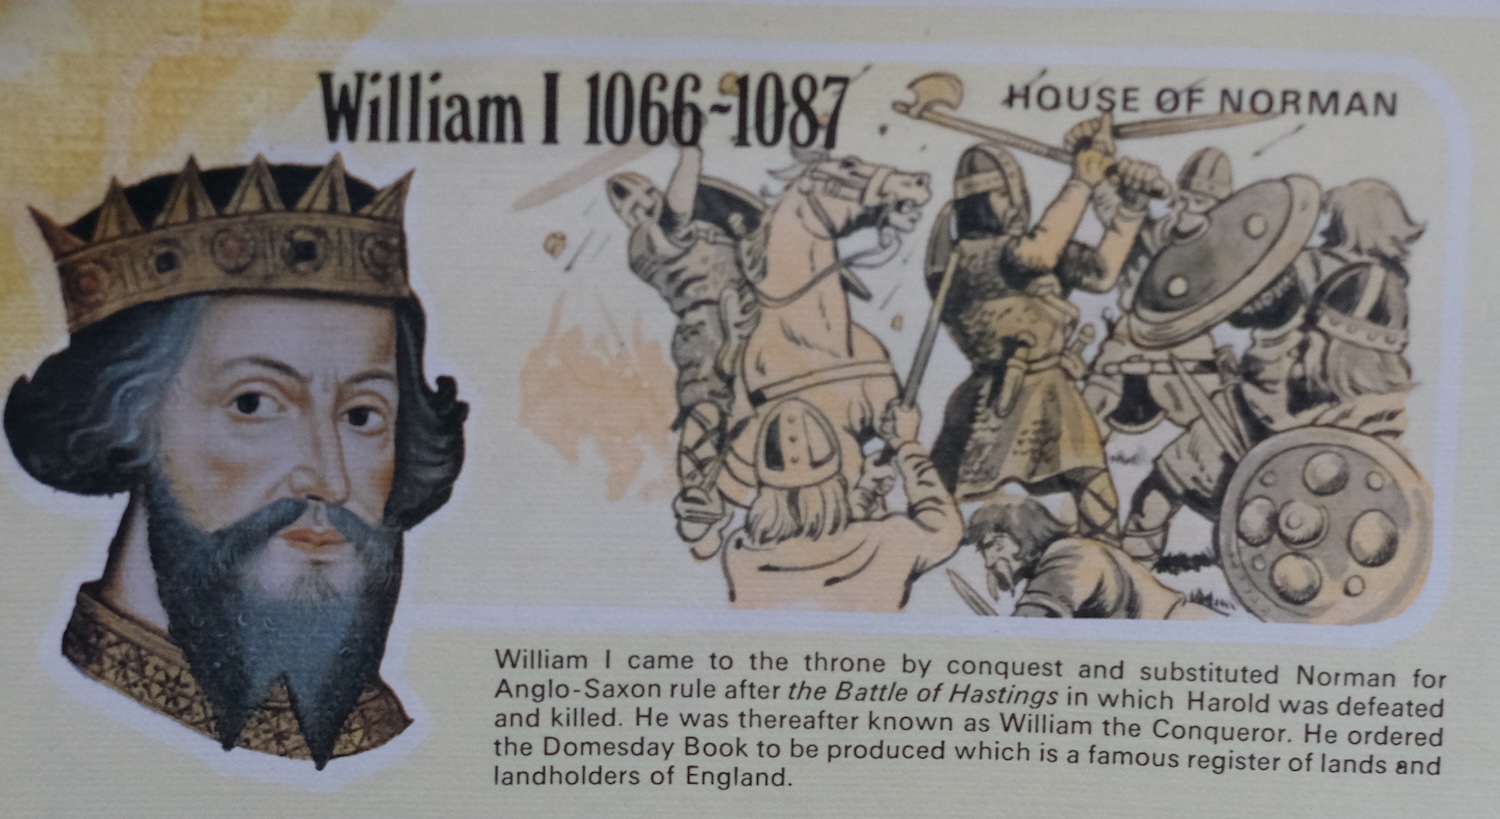 William I 1066~1087
HOUSE OF NORMAN
William I came to the throne by conquest and substituted Norman for
Anglo-Saxon rule after the Battle of Hastings in which Harold was defeated
and killed. He was thereafter known as William the Conqueror. He ordered
the Domesday Book to be produced which is a famous register of lands and
landholders of England.